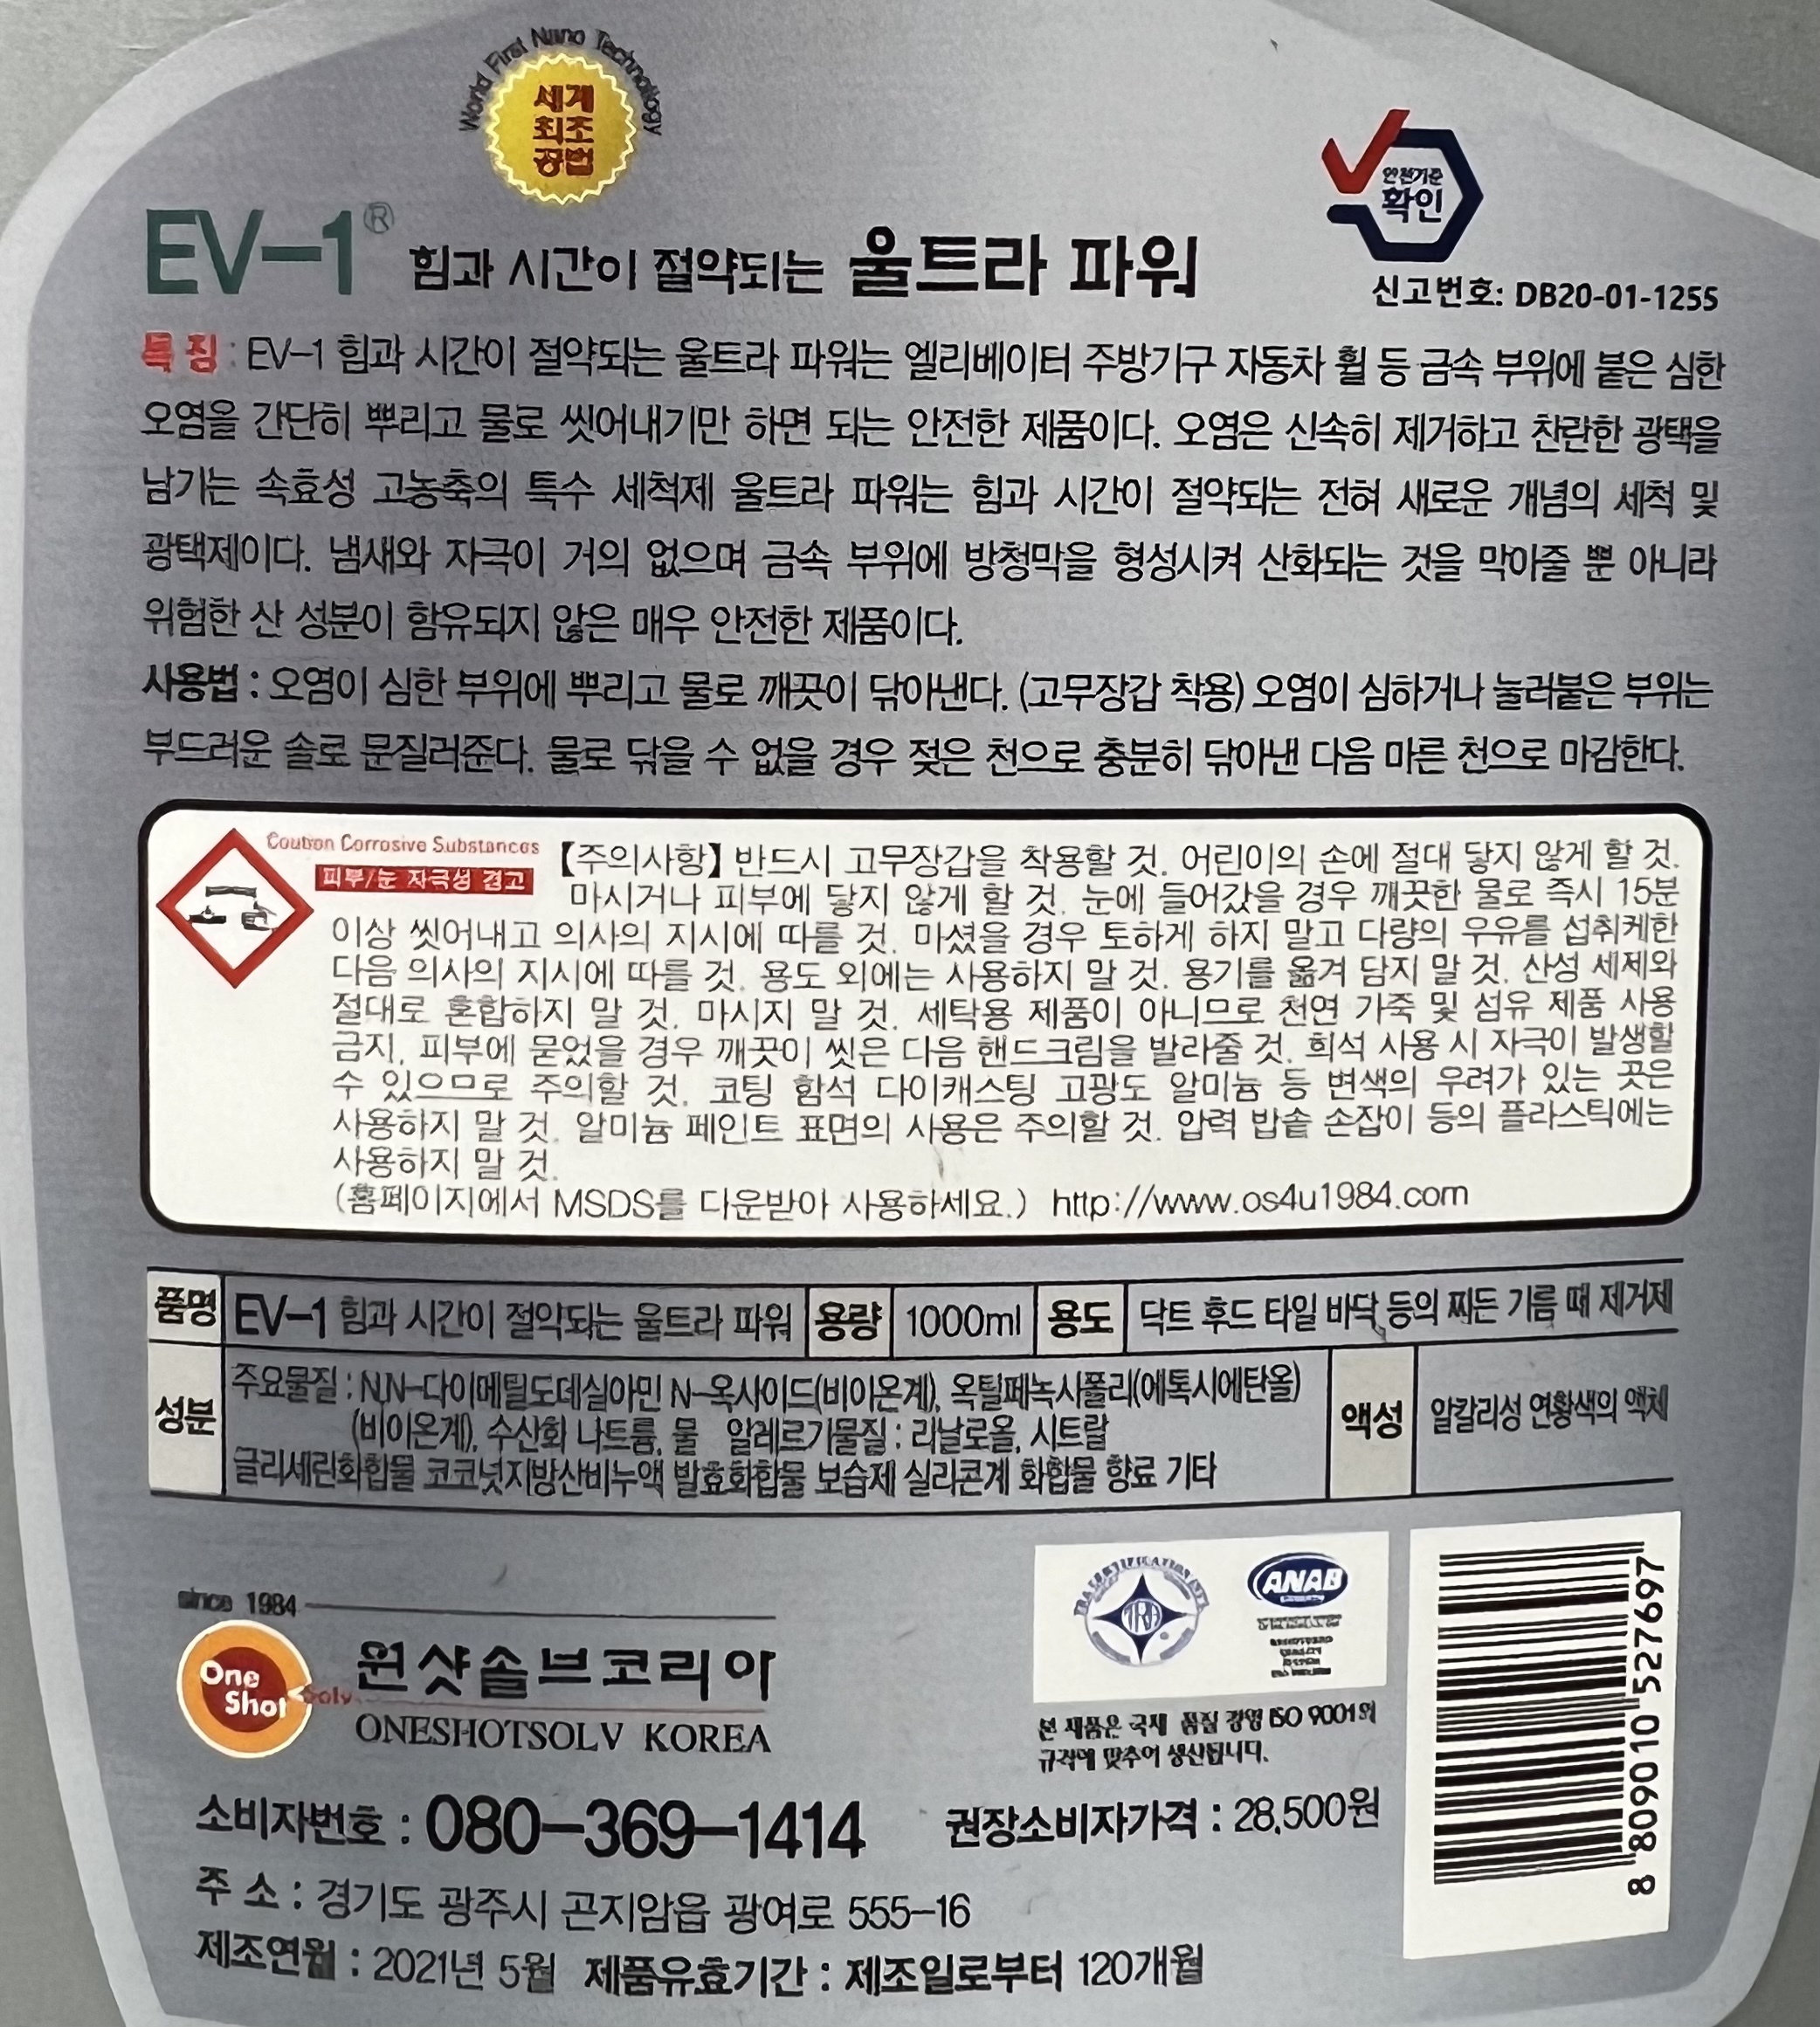 World First Nano Technology
세계
최초
공법
안전기준
확인
EV-1® 힘과 시간이 절약되는 울트라 파워
신고번호: DB20-01-1255
특 징 : EV-1 힘과 시간이 절약되는 울트라 파워는 엘리베이터 주방기구 자동차 휠 등 금속 부위에 붙은 심한
오염을 간단히 뿌리고 물로 씻어내기만 하면 되는 안전한 제품이다. 오염은 신속히 제거하고 찬란한 광택을
남기는 속효성 고농축의 특수 세척제 울트라 파워는 힘과 시간이 절약되는 전혀 새로운 개념의 세척 및
광택제이다. 냄새와 자극이 거의 없으며 금속 부위에 방청막을 형성시켜 산화되는 것을 막아줄 뿐 아니라
위험한 산 성분이 함유되지 않은 매우 안전한 제품이다.
사용법 : 오염이 심한 부위에 뿌리고 물로 깨끗이 닦아낸다. (고무장갑 착용) 오염이 심하거나 눌러붙은 부위는
부드러운 솔로 문질러준다. 물로 닦을 수 없을 경우 젖은 천으로 충분히 닦아낸 다음 마른 천으로 마감한다.
Coution Corrosive Substances
피부/눈 자극성 경고
【주의사항】 반드시 고무장갑을 착용할 것. 어린이의 손에 절대 닿지 않게 할 것.
마시거나 피부에 닿지 않게 할 것. 눈에 들어갔을 경우 깨끗한 물로 즉시 15분
이상 씻어내고 의사의 지시에 따를 것. 마셨을 경우 토하게 하지 말고 다량의 우유를 섭취케한
다음 의사의 지시에 따를 것. 용도 외에는 사용하지 말 것. 용기를 옮겨 담지 말 것. 산성 세제와
절대로 혼합하지 말 것. 마시지 말 것. 세탁용 제품이 아니므로 천연 가죽 및 섬유 제품 사용
금지. 피부에 묻었을 경우 깨끗이 씻은 다음 핸드크림을 발라줄 것. 희석 사용 시 자극이 발생할
수 있으므로 주의할 것. 코팅 함석 다이캐스팅 고광도 알미늄 등 변색의 우려가 있는 곳은
사용하지 말 것. 알미늄 페인트 표면의 사용은 주의할 것. 압력 밥솥 손잡이 등의 플라스틱에는
사용하지 말 것.
(홈페이지에서 MSDS를 다운받아 사용하세요.) http://www.os4u1984.com
품명 EV-1 힘과 시간이 절약되는 울트라 파워 용량 1000ml 용도 닥트 후드 타일 바닥 등의 찌든 기름 때 제거제
성분 주요물질 : N,N-다이메틸도데실아민 N-옥사이드(비이온계), 옥틸페녹시폴리(에톡시에탄올)
(비이온계), 수산화 나트륨, 물 알레르기물질 : 리날로올, 시트랄
글리세린화합물 코코넛지방산비누액 발효화합물 보습제 실리콘계 화합물 향료 기타
액성 알칼리성 연황색의 액체
since 1984
One
Shot Solv
원샷솔브코리아
ONESHOTSOLV KOREA
TRA
ANAB
본 제품은 국제 품질 경영 ISO 9001의
규격에 맞추어 생산됩니다.
8 809010 527697
소비자번호 : 080-369-1414 권장소비자가격 : 28,500원
주 소 : 경기도 광주시 곤지암읍 광여로 555-16
제조연월 : 2021년 5월 제품유효기간 : 제조일로부터 120개월